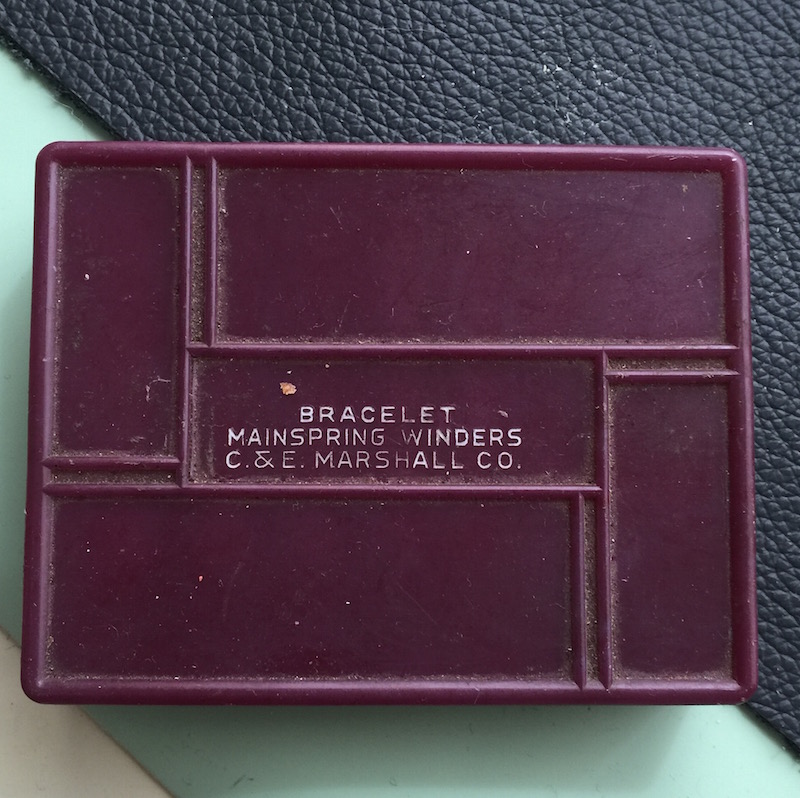 BRACELET
MAINSPRING WINDERS
C. & E. MARSHALL CO.